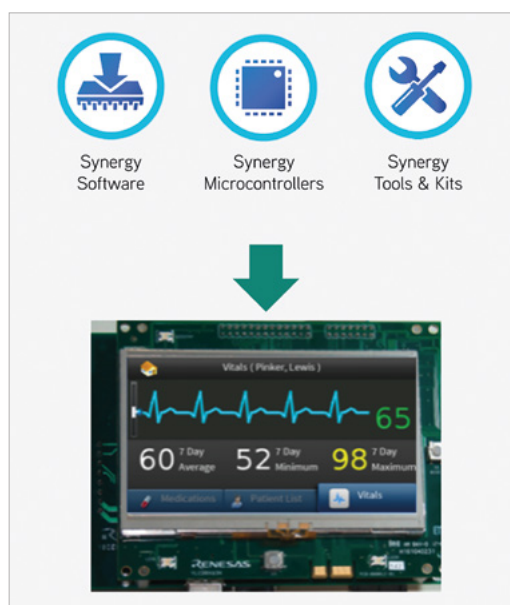 Synergy
Software
Synergy
Microcontrollers
Synergy
Tools & Kits
Vitals ( Pinker, Lewis )
65
60 7 Day Average
52 7 Day Minimum
98 7 Day Maximum
Medications
Patient List
Vitals
RENESAS